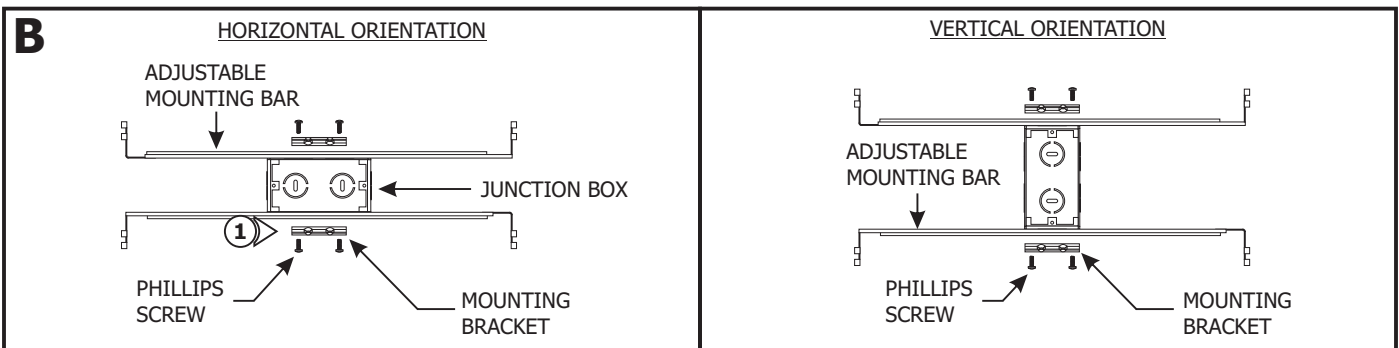 B
HORIZONTAL ORIENTATION
ADJUSTABLE
MOUNTING BAR
JUNCTION BOX
1
PHILLIPS
SCREW
MOUNTING
BRACKET
VERTICAL ORIENTATION
ADJUSTABLE
MOUNTING BAR
PHILLIPS
SCREW
MOUNTING
BRACKET